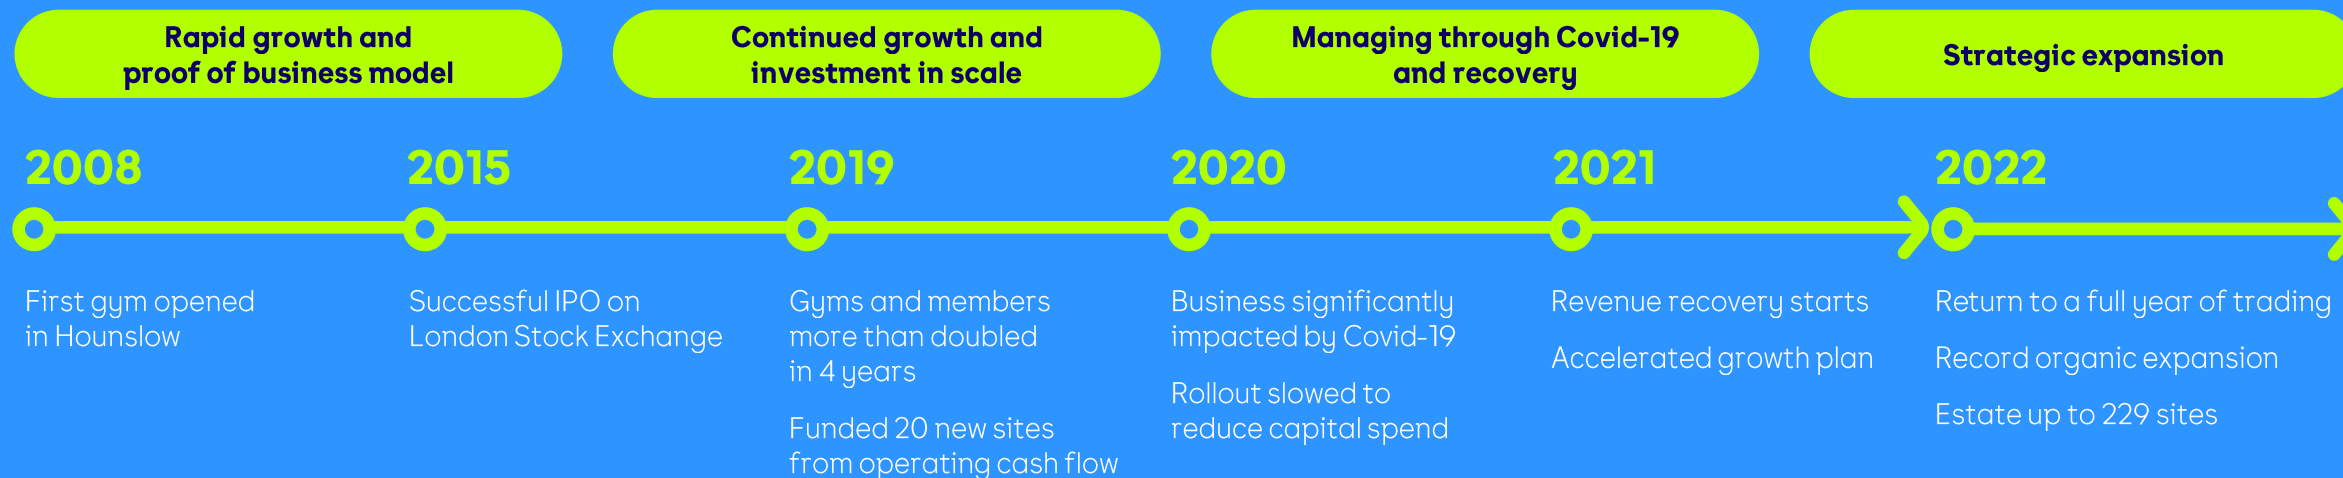 Rapid growth and
proof of business model
Continued growth and
investment in scale
Managing through Covid-19
and recovery
Strategic expansion
2008
First gym opened
in Hounslow
2015
Successful IPO on
London Stock Exchange
2019
Gyms and members
more than doubled
in 4 years
Funded 20 new sites
from operating cash flow
2020
Business significantly
impacted by Covid-19
Rollout slowed to
reduce capital spend
2021
Revenue recovery starts
Accelerated growth plan
2022
Return to a full year of trading
Record organic expansion
Estate up to 229 sites